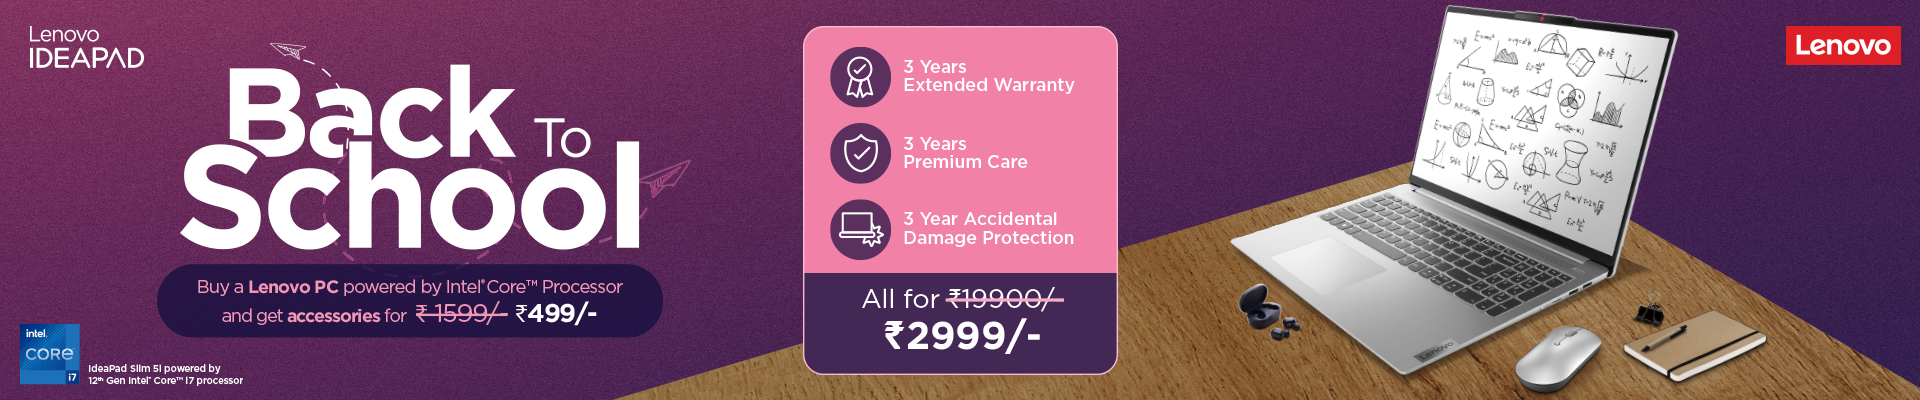 Lenovo
IDEAPAD
Back To
School
Buy a Lenovo PC powered by Intel® Core™ Processor
and get accessories for ₹ 1599/- ₹499/-
intel.
CORE
i7
IdeaPad Slim 5i powered by
12th Gen Intel® Core™ i7 processor
3 Years
Extended Warranty
3 Years
Premium Care
3 Year Accidental
Damage Protection
All for ₹19900/-
₹2999/-
Lenovo
Lenovo